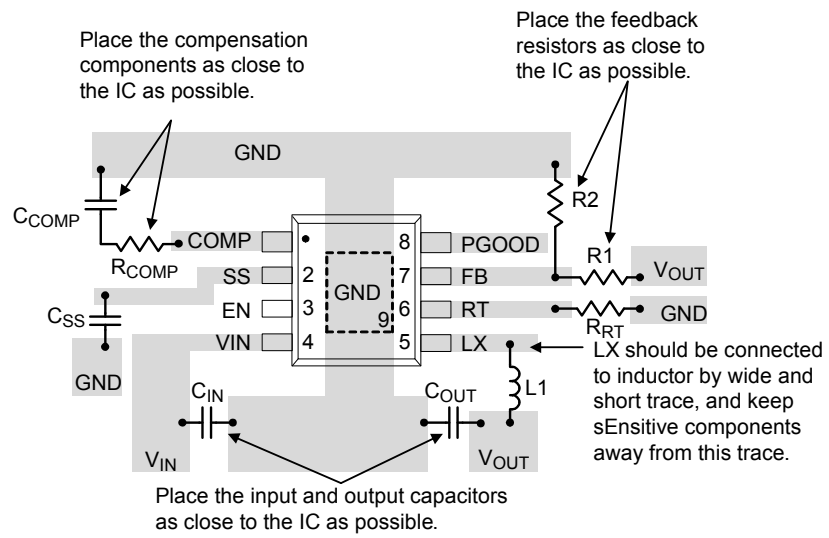 Place the compensation
components as close to
the IC as possible.
Place the feedback
resistors as close to
the IC as possible.
GND
CCOMP
RCOMP
R2
R1
VOUT
COMP
8 PGOOD
SS 2
7 FB
EN 3
GND
9
6 RT
VIN 4
5 LX
RRT
GND
CSS
GND
CIN
COUT
L1
VIN
VOUT
LX should be connected
to inductor by wide and
short trace, and keep
sEnsitive components
away from this trace.
Place the input and output capacitors
as close to the IC as possible.